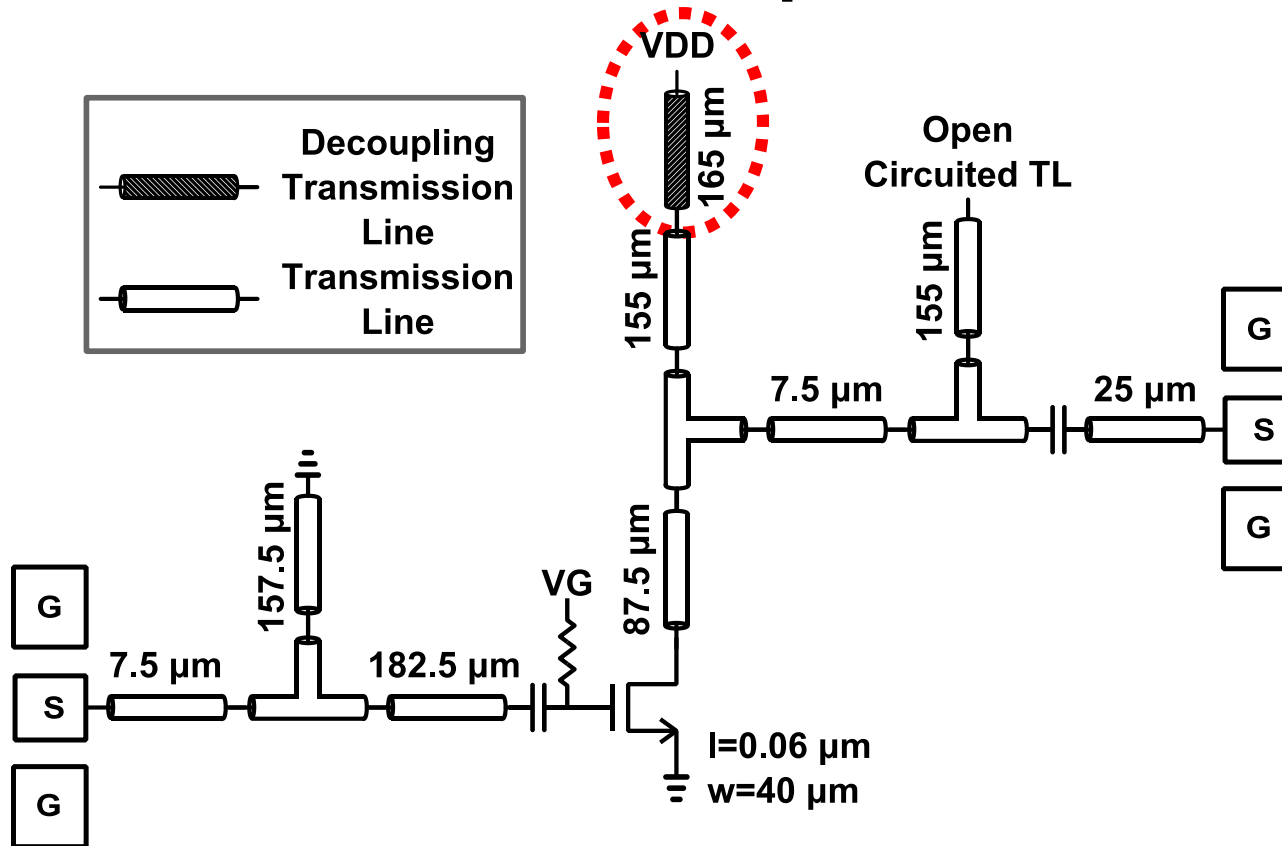 VDD
165 µm
Decoupling
Transmission
Line
Transmission
Line
Open
Circuited TL
155 µm
155 µm
G
7.5 µm
25 µm
S
G
157.5 µm
VG
87.5 µm
G
7.5 µm
182.5 µm
S
l=0.06 µm
w=40 µm
G